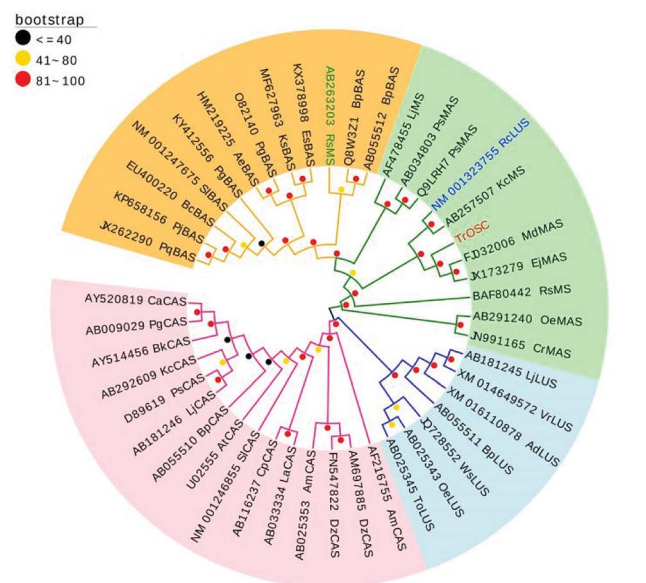 bootstrap
<=40
41~80
81~100
JX262290 PqBAS
KP658156 PjBAS
EU400220 BcBAS
NM 001247675 SlBAS
KY412556 PgBAS
HM219225 AeBAS
O82140 PgBAS
MF627963 KsBAS
KX378998 EsBAS
AB263203 RsMS
Q8W3Z1 BpBAS
AB055512 BpBAS
AF478455 LjMS
AB034803 PsMAS
Q9LRH7 PsMAS
NM 001323755 RcLUS
AB257507 KcMS
TrOSC
FJD32006 MdMAS
JX173279 EjMAS
BAF80442 RsMS
AB291240 OeMAS
JN991165 CrMAS
AB181245 LjLUS
XM 014649572 VrLUS
XM 016110878 AdLUS
AB055511 BpLUS
JQ728552 WsLUS
AB025343 OeLUS
AB025345 ToLUS
AF216755 AmCAS
AM697885 DzCAS
FN547822 DzCAS
AB025353 AmCAS
AB033334 LaCAS
AB116237 CpCAS
NM 001246855 SlCAS
U02555 AtCAS
AB055510 BpCAS
AB181246 LjCAS
D89619 PsCAS
AB292609 KcCAS
AY514456 BkCAS
AB009029 PgCAS
AY520819 CaCAS